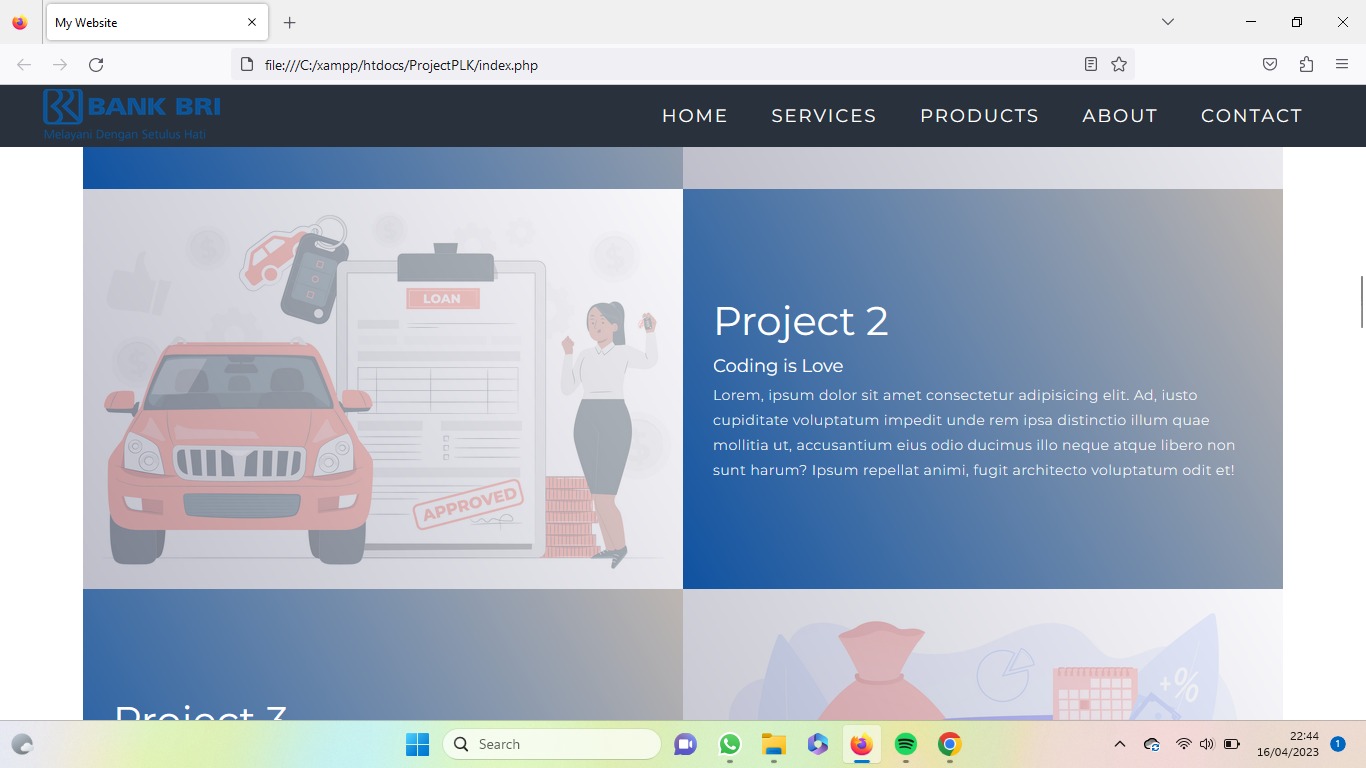 My Website
file:///C:/xampp/htdocs/ProjectPLK/index.php
BANK BRI
Melayani Dengan Setulus Hati
HOME SERVICES PRODUCTS ABOUT CONTACT
LOAN
APPROVED
Project 2
Coding is Love
Lorem, ipsum dolor sit amet consectetur adipisicing elit. Ad, iusto
cupiditate voluptatum impedit unde rem ipsa distinctio illum quae
mollitia ut, accusantium eius odio ducimus illo neque atque libero non
sunt harum? Ipsum repellat animi, fugit architecto voluptatum odit et!
Project 3
+%
Search
22:44
16/04/2023
1